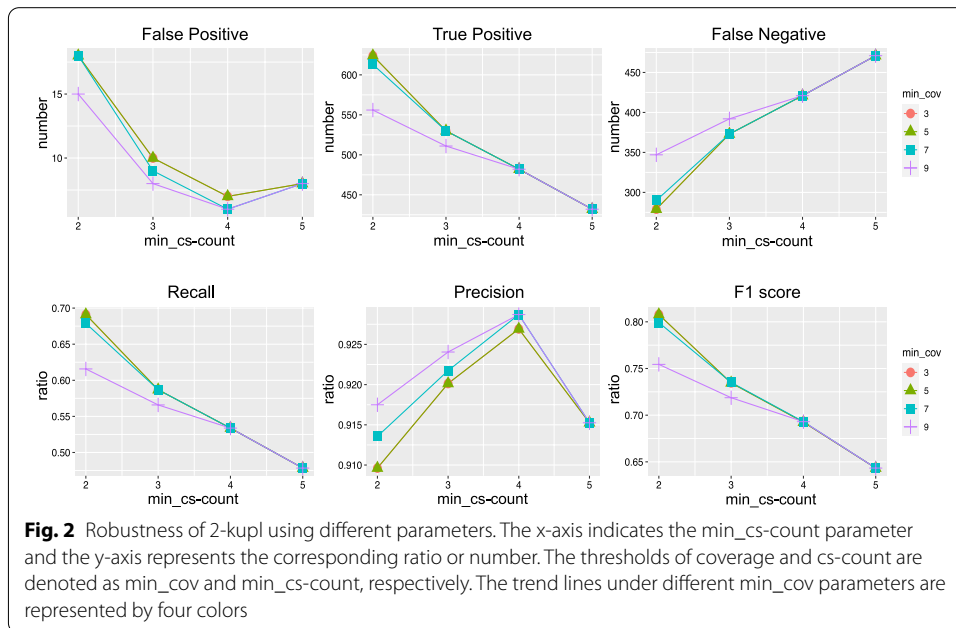 False Positive
True Positive
False Negative
number
15
10
2
3
4
5
min_cs-count
number
600
550
500
450
2
3
4
5
min_cs-count
number
450
400
350
300
2
3
4
5
min_cs-count
min_cov
3
5
7
9
Recall
Precision
F1 score
ratio
0.70
0.65
0.60
0.55
0.50
2
3
4
5
min_cs-count
ratio
0.925
0.920
0.915
0.910
2
3
4
5
min_cs-count
ratio
0.80
0.75
0.70
0.65
2
3
4
5
min_cs-count
min_cov
3
5
7
9
Fig. 2 Robustness of 2-kupl using different parameters. The x-axis indicates the min_cs-count parameter
and the y-axis represents the corresponding ratio or number. The thresholds of coverage and cs-count are
denoted as min_cov and min_cs-count, respectively. The trend lines under different min_cov parameters are
represented by four colors